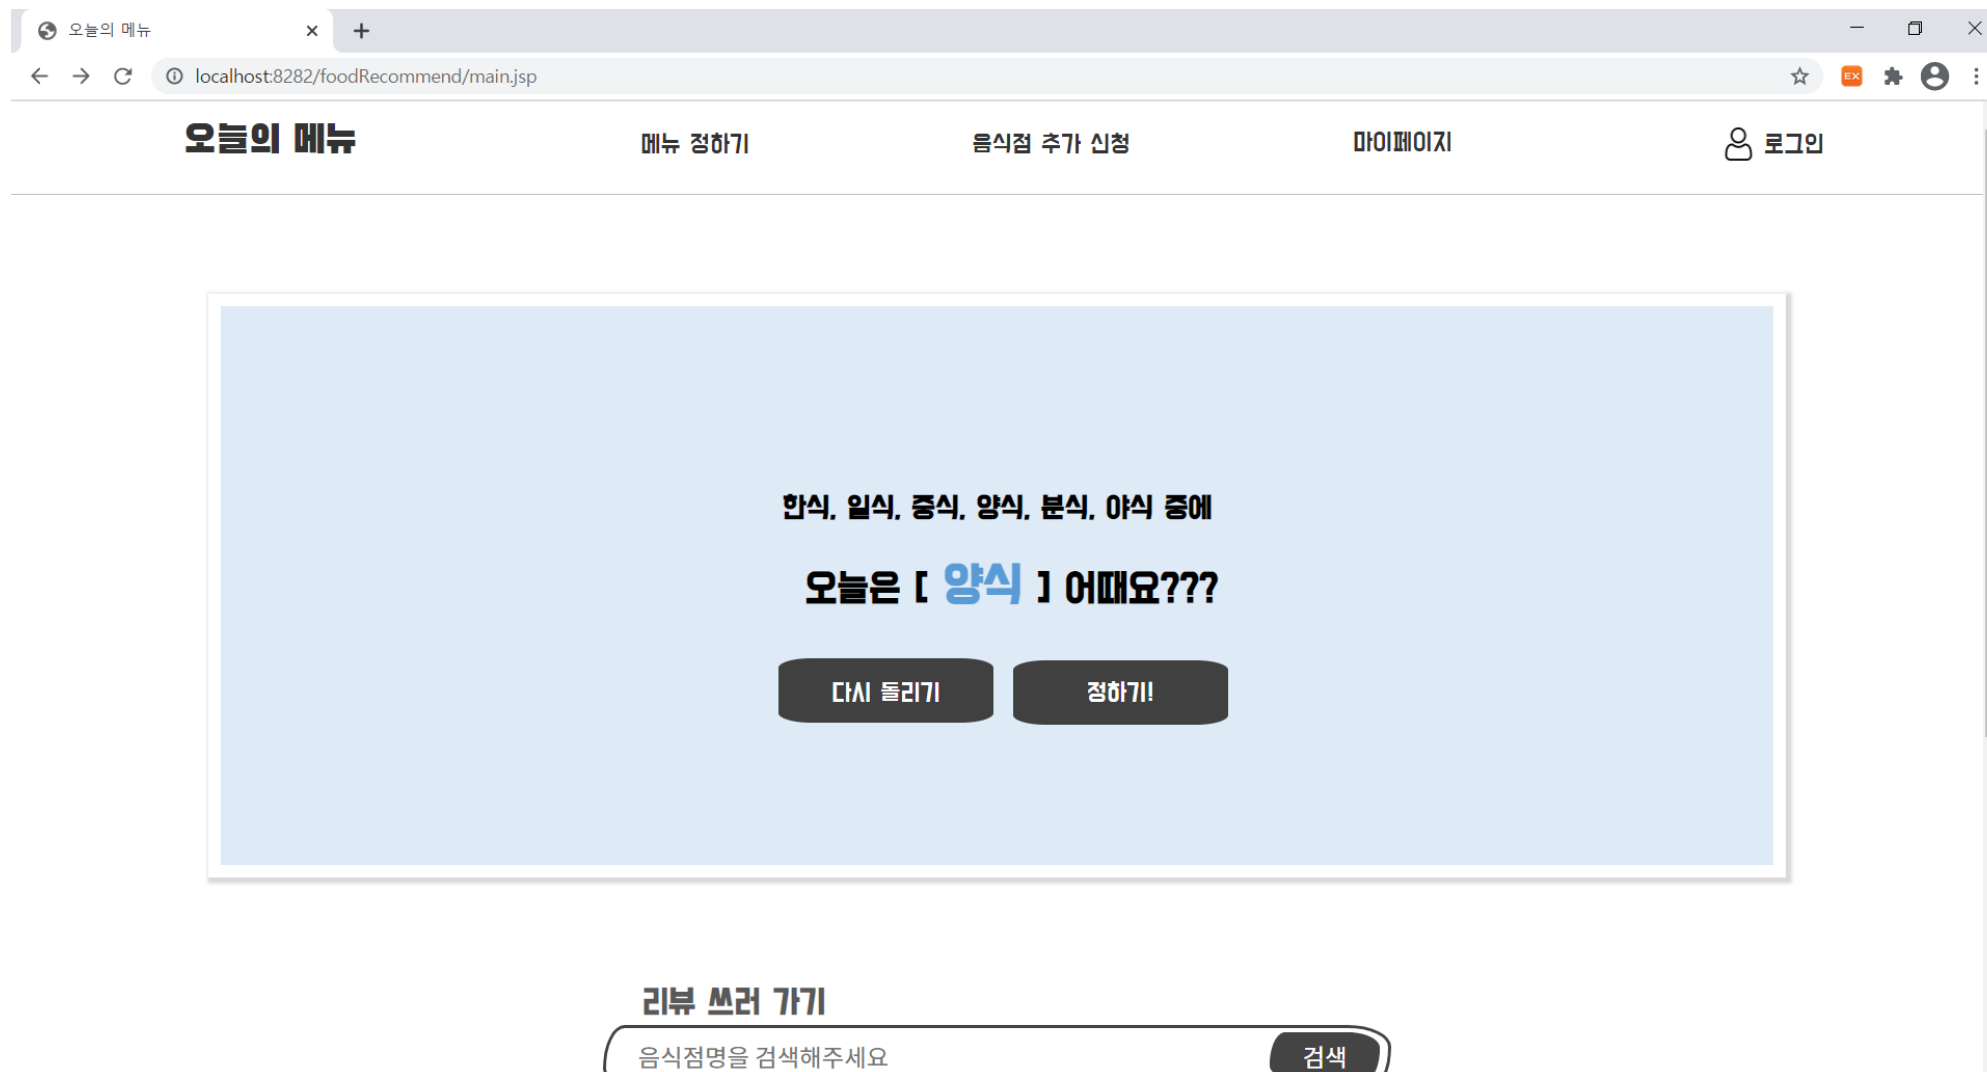 오늘의 메뉴
localhost:8282/foodRecommend/main.jsp
EX
오늘의 메뉴 메뉴 정하기 음식점 추가 신청 마이페이지 로그인
한식, 일식, 중식, 양식, 분식, 야식 중에
오늘은 [ 양식 ] 어때요???
다시 돌리기 정하기!
리뷰 쓰러 가기
음식점명을 검색해주세요 검색